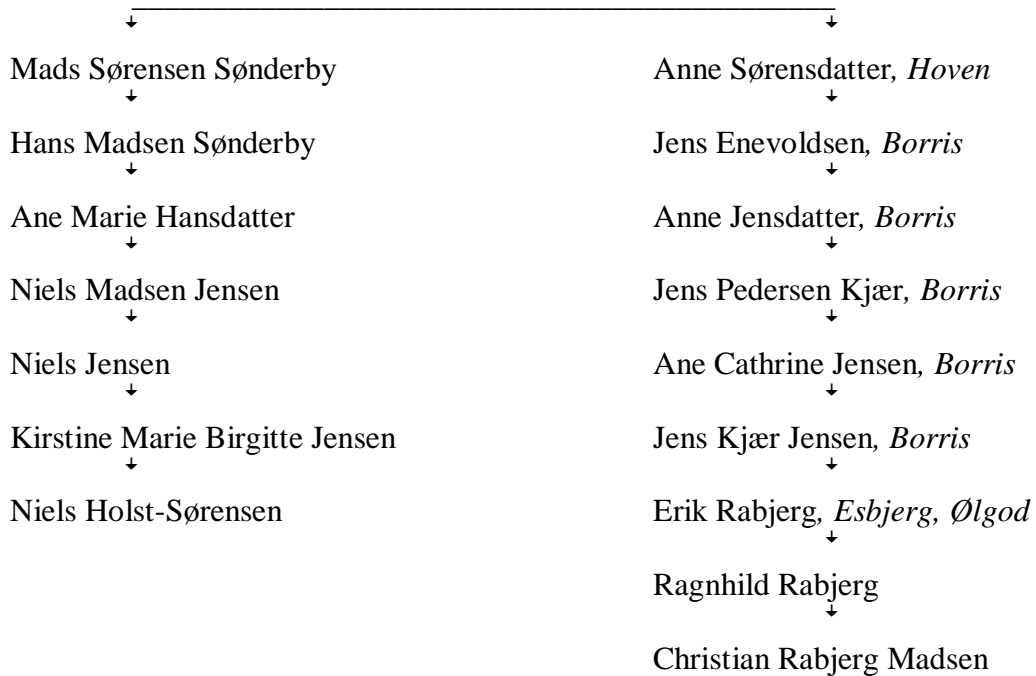 Mads Sørensen Sønderby Anne Sørensdatter, Hoven
Hans Madsen Sønderby Jens Enevoldsen, Borris
Ane Marie Hansdatter Anne Jensdatter, Borris
Niels Madsen Jensen Jens Pedersen Kjær, Borris
Niels Jensen Ane Cathrine Jensen, Borris
Kirstine Marie Birgitte Jensen Jens Kjær Jensen, Borris
Niels Holst-Sørensen Erik Rabjerg, Esbjerg, Ølgod
Ragnhild Rabjerg
Christian Rabjerg Madsen